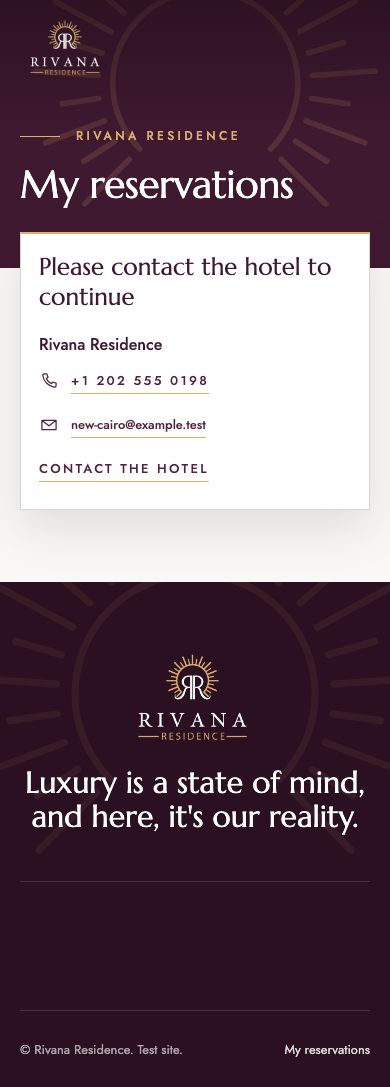 RIVANA
RESIDENCE
RIVANA RESIDENCE
My reservations
Please contact the hotel to
continue
Rivana Residence
+1 202 555 0198
new-cairo@example.test
CONTACT THE HOTEL
RIVANA
RESIDENCE
Luxury is a state of mind,
and here, it's our reality.
© Rivana Residence. Test site.
My reservations